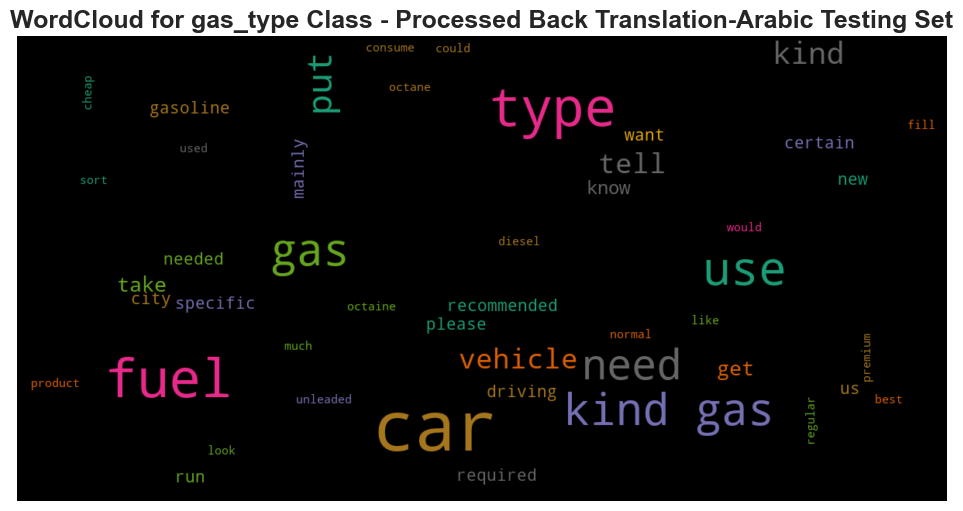 WordCloud for gas_type Class - Processed Back Translation-Arabic Testing Set
consume could
kind
put
cheap
octane
type
gasoline
fill
want
certain
used
mainly
tell
sort
know
new
would
diesel
gas
use
needed
take
city specific
octaine
recommended
please
like
normal
much
vehicle
need
get
premium
fuel
product
driving
us
unleaded
best
kind gas
car
regular
look
run
required